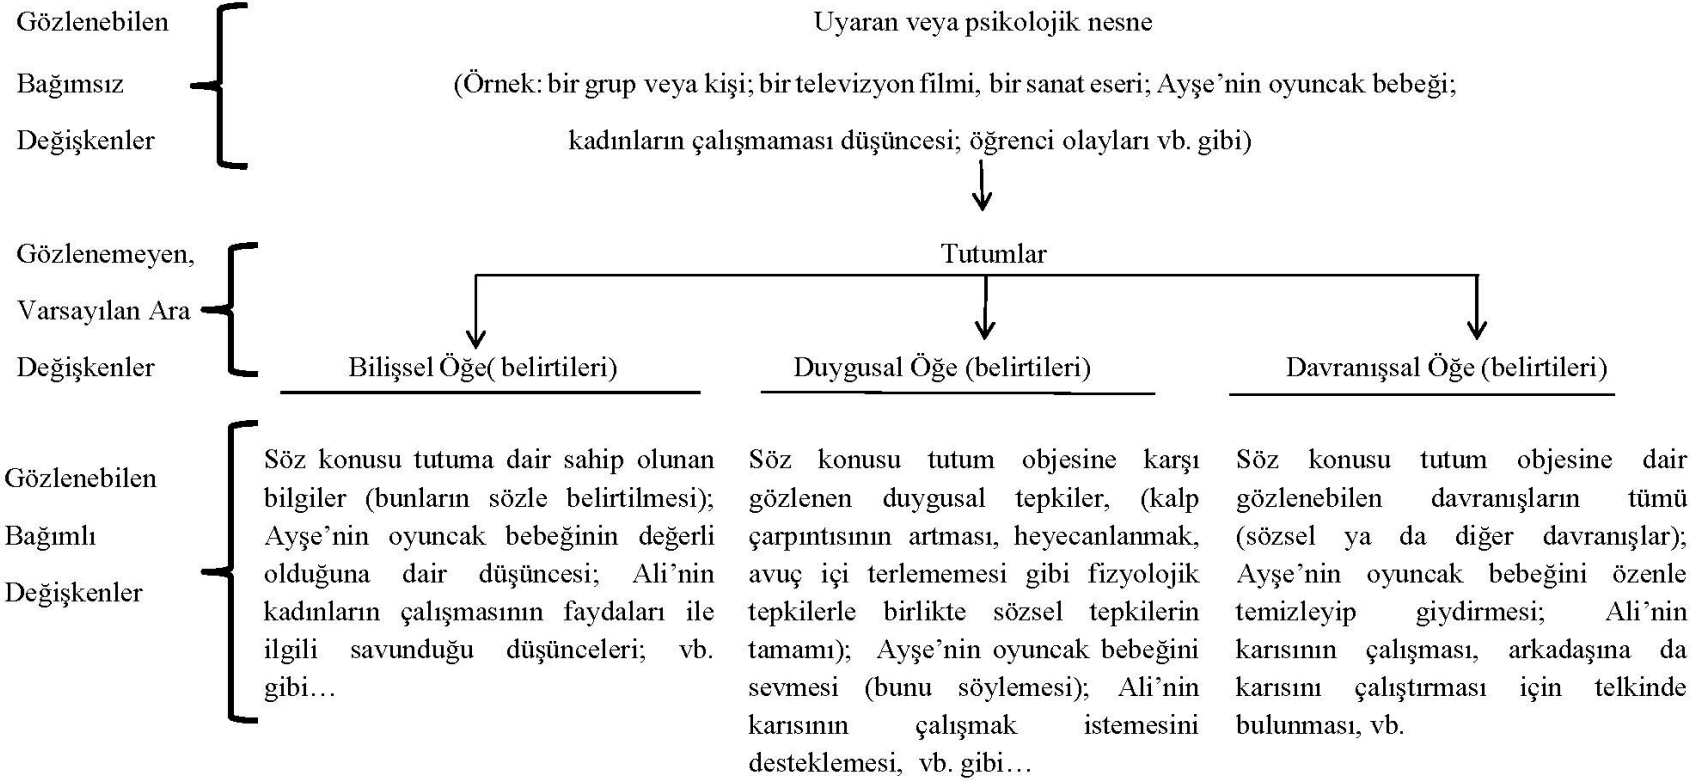 Gözlenebilen
Bağımsız
Değişkenler
Uyaran veya psikolojik nesne
(Örnek: bir grup veya kişi; bir televizyon filmi, bir sanat eseri; Ayşe’nin oyuncak bebeği;
kadınların çalışmaması düşüncesi; öğrenci olayları vb. gibi)
Gözlenemeyen,
Varsayılan Ara
Değişkenler
Tutumlar
Bilişsel Öğe( belirtileri)
Duygusal Öğe (belirtileri)
Davranışsal Öğe (belirtileri)
Gözlenebilen
Bağımlı
Değişkenler
Söz konusu tutuma dair sahip olunan
bilgiler (bunların sözle belirtilmesi);
Ayşe’nin oyuncak bebeğinin değerli
olduğuna dair düşüncesi; Ali’nin
kadınların çalışmasının faydaları ile
ilgili savunduğu düşünceleri; vb.
gibi…
Söz konusu tutum objesine karşı
gözlenen duygusal tepkiler, (kalp
çarpıntısının artması, heyecanlanmak,
avuç içi terlememesi gibi fizyolojik
tepkilerle birlikte sözsel tepkilerin
tamamı); Ayşe’nin oyuncak bebeğini
sevmesi (bunu söylemesi); Ali’nin
karısının çalışmak istemesini
desteklemesi, vb. gibi…
Söz konusu tutum objesine dair
gözlenebilen davranışların tümü
(sözsel ya da diğer davranışlar);
Ayşe’nin oyuncak bebeğini özenle
temizleyip giydirmesi; Ali’nin
karısının çalışması, arkadaşına da
karısını çalıştırması için telkinde
bulunması, vb.